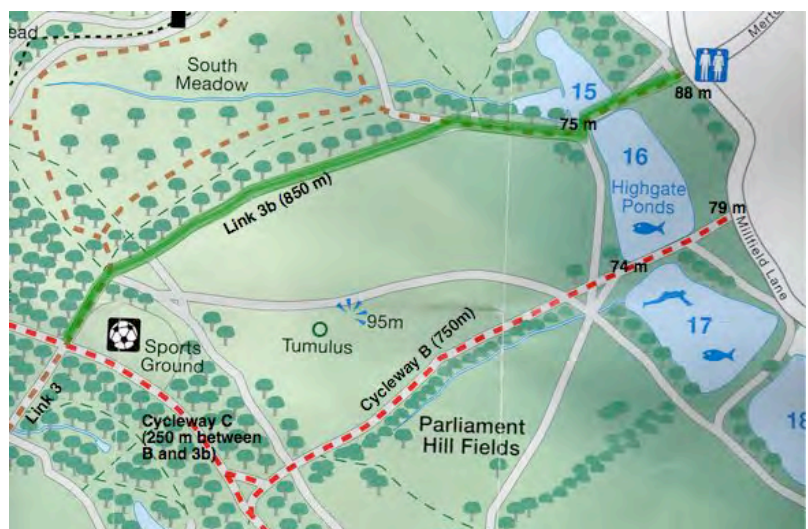 ead
South
Meadow
Merto
15
88 m
75 m
16
Highgate
Ponds
Link 3b (850 m)
79 m
Millfield Lane
74 m
95m
Tumulus
17
Sports
Ground
Cycleway B (750m)
Link 3
Cycleway C
(250 m between
B and 3b)
Parliament
Hill Fields
18